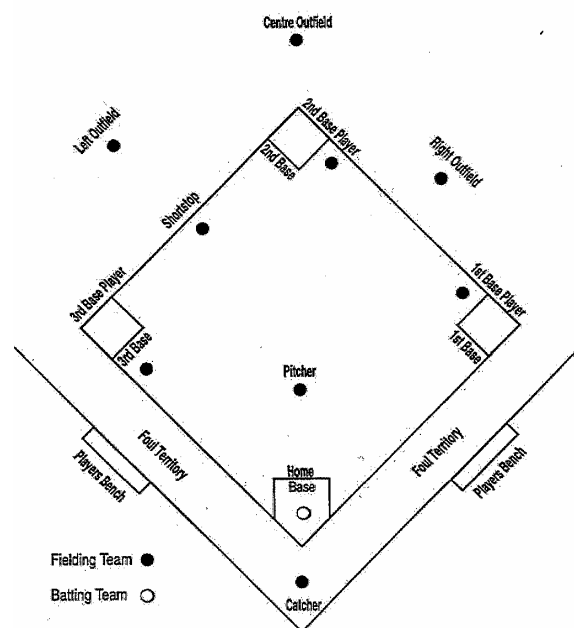 Centre Outfield
Left Outfield
2nd Base Player
2nd Base
Right Outfield
Shortstop
3rd Base Player
3rd Base
1st Base Player
1st Base
Pitcher
Foul Territory
Foul Territory
Players Bench
Players Bench
Home
Base
Fielding Team
Batting Team
Catcher